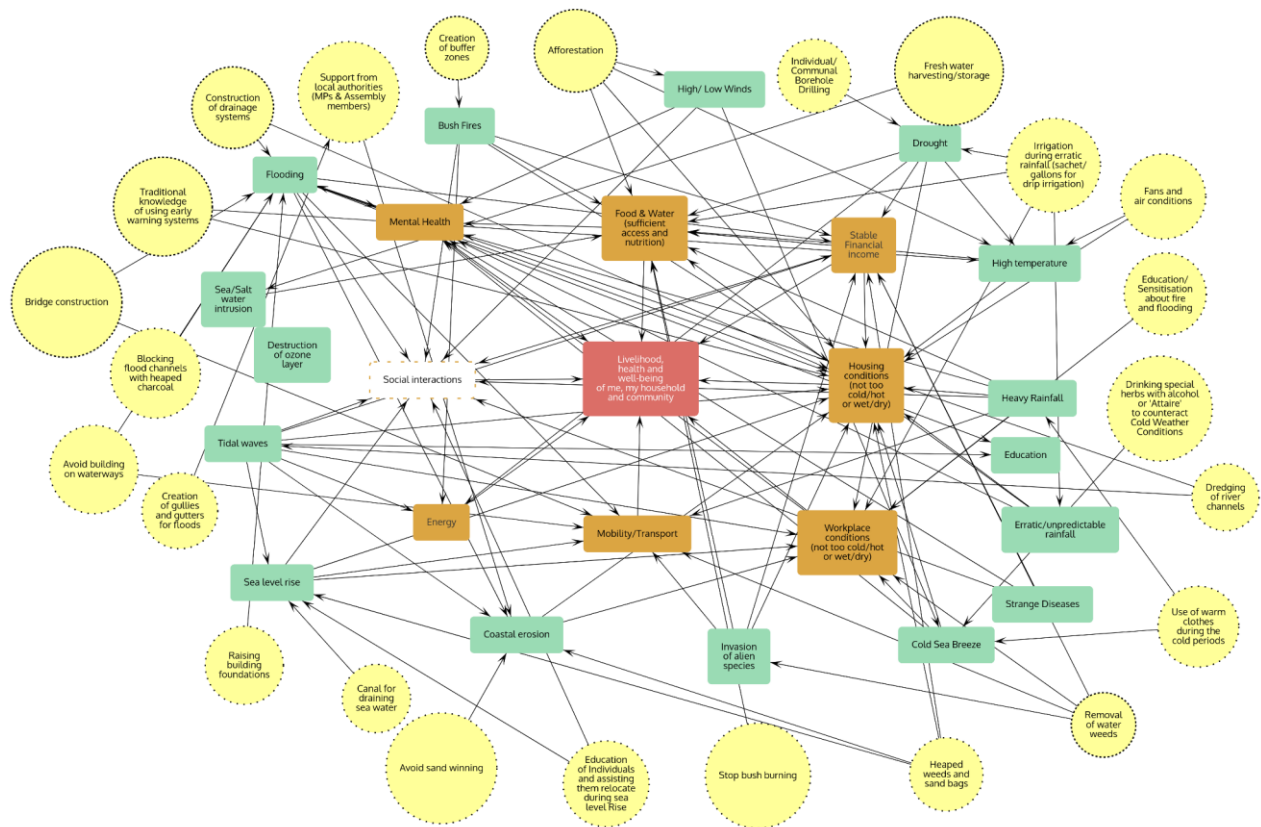 Creation
of buffer
zones
Afforestation
Support from
local authorities
(MPs & Assembly
members)
Individual/
Communal
Borehole
Drilling
Fresh water
harvesting/storage
High/ Low Winds
Construction
of drainage
systems
Bush Fires
Drought
Irrigation
during erratic
rainfall (sachet/
gallons for
drip irrigation)
Flooding
Traditional
knowledge
of using early
warning systems
Fans and
air conditions
Mental Health
Food & Water
(sufficient
access and
nutrition)
Stable
Financial
income
High temperature
Bridge construction
Sea/Salt
water
intrusion
Education/
Sensitisation
about fire
and flooding
Destruction
of ozone
layer
Blocking
flood channels
with heaped
charcoal
Social interactions
Livelihood,
health and
well-being
of me, my household
and community
Housing
conditions
(not too
cold/hot
or wet/dry)
Heavy Rainfall
Drinking special
herbs with alcohol
or 'Attaire'
to counteract
Cold Weather
Conditions
Tidal waves
Education
Avoid building
on waterways
Creation
of gullies
and gutters
for floods
Dredging
of river
channels
Energy
Mobility/Transport
Workplace
conditions
(not too cold/hot
or wet/dry)
Erratic/unpredictable
rainfall
Sea level rise
Strange Diseases
Coastal erosion
Invasion
of alien
species
Cold Sea Breeze
Use of warm
clothes
during the
cold periods
Raising
building
foundations
Canal for
draining
sea water
Removal
of water
weeds
Avoid sand winning
Education
of Individuals
and assisting
them relocate
during sea
level Rise
Stop bush burning
Heaped
weeds and
sand bags